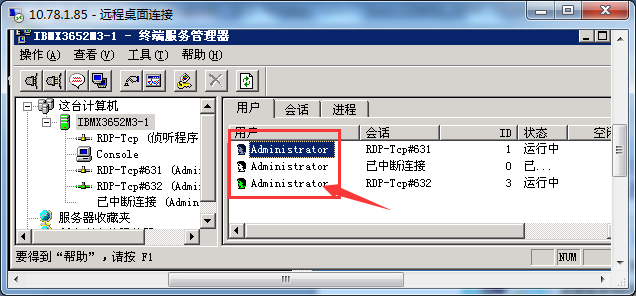 10.78.1.85 - 远程桌面连接
IBMX3652M3-1 - 终端服务管理器
操作(A) 查看(V) 工具(T) 帮助(H)
这台计算机
IBMX3652M3-1
RDP-Tcp (侦听程序
Console
RDP-Tcp#631 (Admi
RDP-Tcp#632 (Admi
已中断连接 (Admin
服务器收藏夹
用户 会话 进程
用户 会话 ID 状态 空闲
Administrator RDP-Tcp#631 1 运行中
Administrator 已中断连接 0 已...
Administrator RDP-Tcp#632 3 运行中
要得到“帮助”,请按 F1 NUM